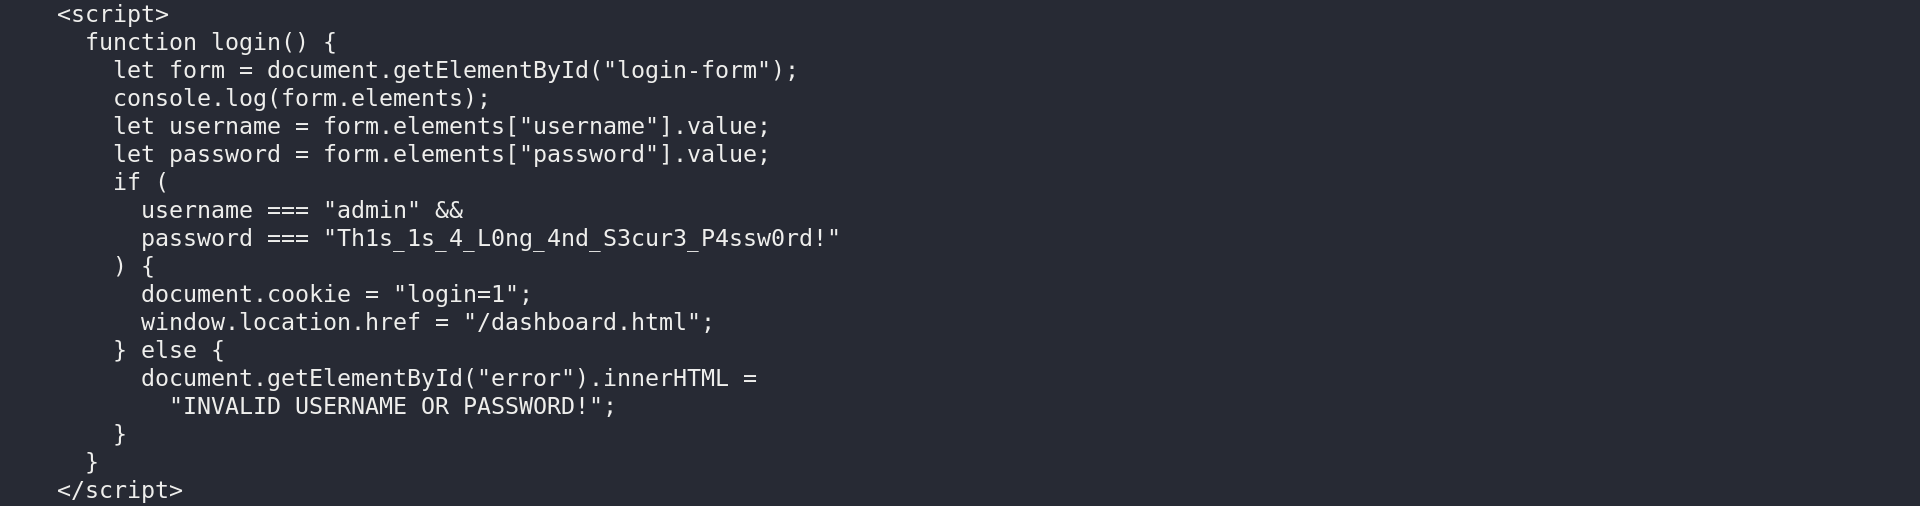 <script>
  function login() {
    let form = document.getElementById("login-form");
    console.log(form.elements);
    let username = form.elements["username"].value;
    let password = form.elements["password"].value;
    if (
      username === "admin" &&
      password === "Th1s_1s_4_L0ng_4nd_S3cur3_P4ssw0rd!"
    ) {
      document.cookie = "login=1";
      window.location.href = "/dashboard.html";
    } else {
      document.getElementById("error").innerHTML =
        "INVALID USERNAME OR PASSWORD!";
    }
  }
</script>